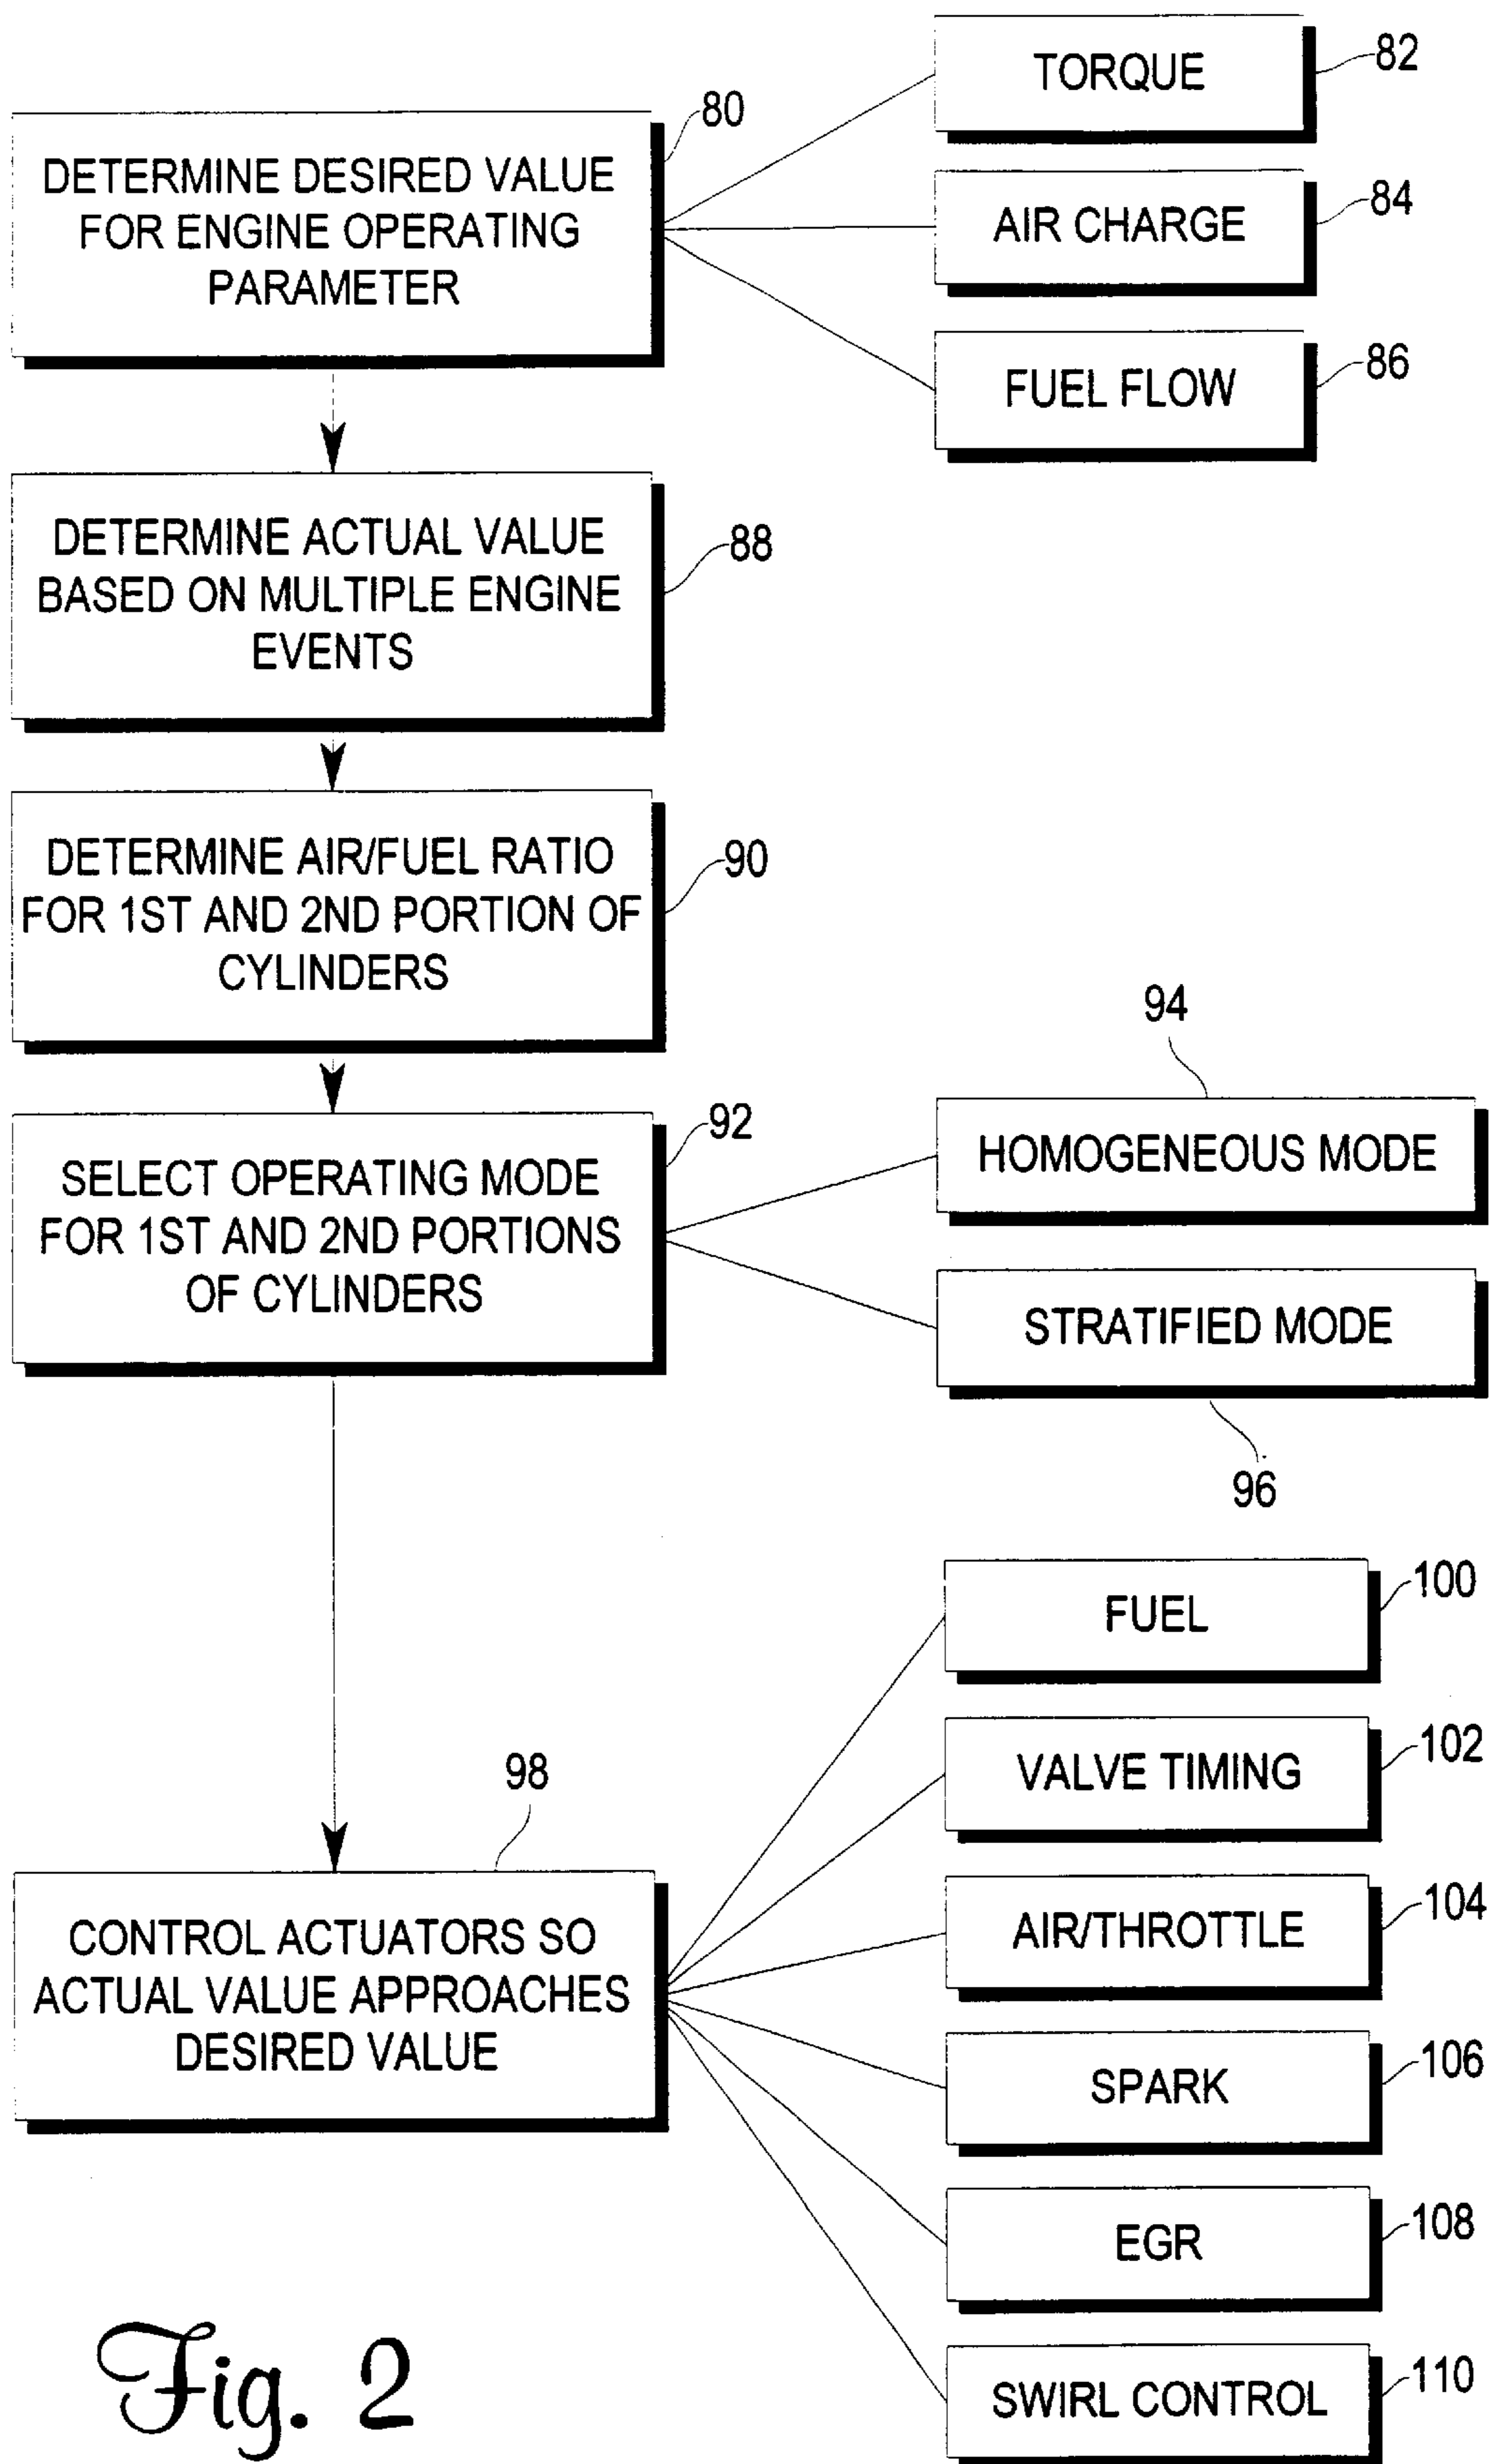 TORQUE
82
80
DETERMINE DESIRED VALUE
FOR ENGINE OPERATING
PARAMETER
AIR CHARGE
84
FUEL FLOW
86
DETERMINE ACTUAL VALUE
BASED ON MULTIPLE ENGINE
EVENTS
88
DETERMINE AIR/FUEL RATIO
FOR 1ST AND 2ND PORTION OF
CYLINDERS
90
92
SELECT OPERATING MODE
FOR 1ST AND 2ND PORTIONS
OF CYLINDERS
94
HOMOGENEOUS MODE
STRATIFIED MODE
96
98
CONTROL ACTUATORS SO
ACTUAL VALUE APPROACHES
DESIRED VALUE
FUEL
100
VALVE TIMING
102
AIR/THROTTLE
104
SPARK
106
EGR
108
SWIRL CONTROL
110
Fig. 2